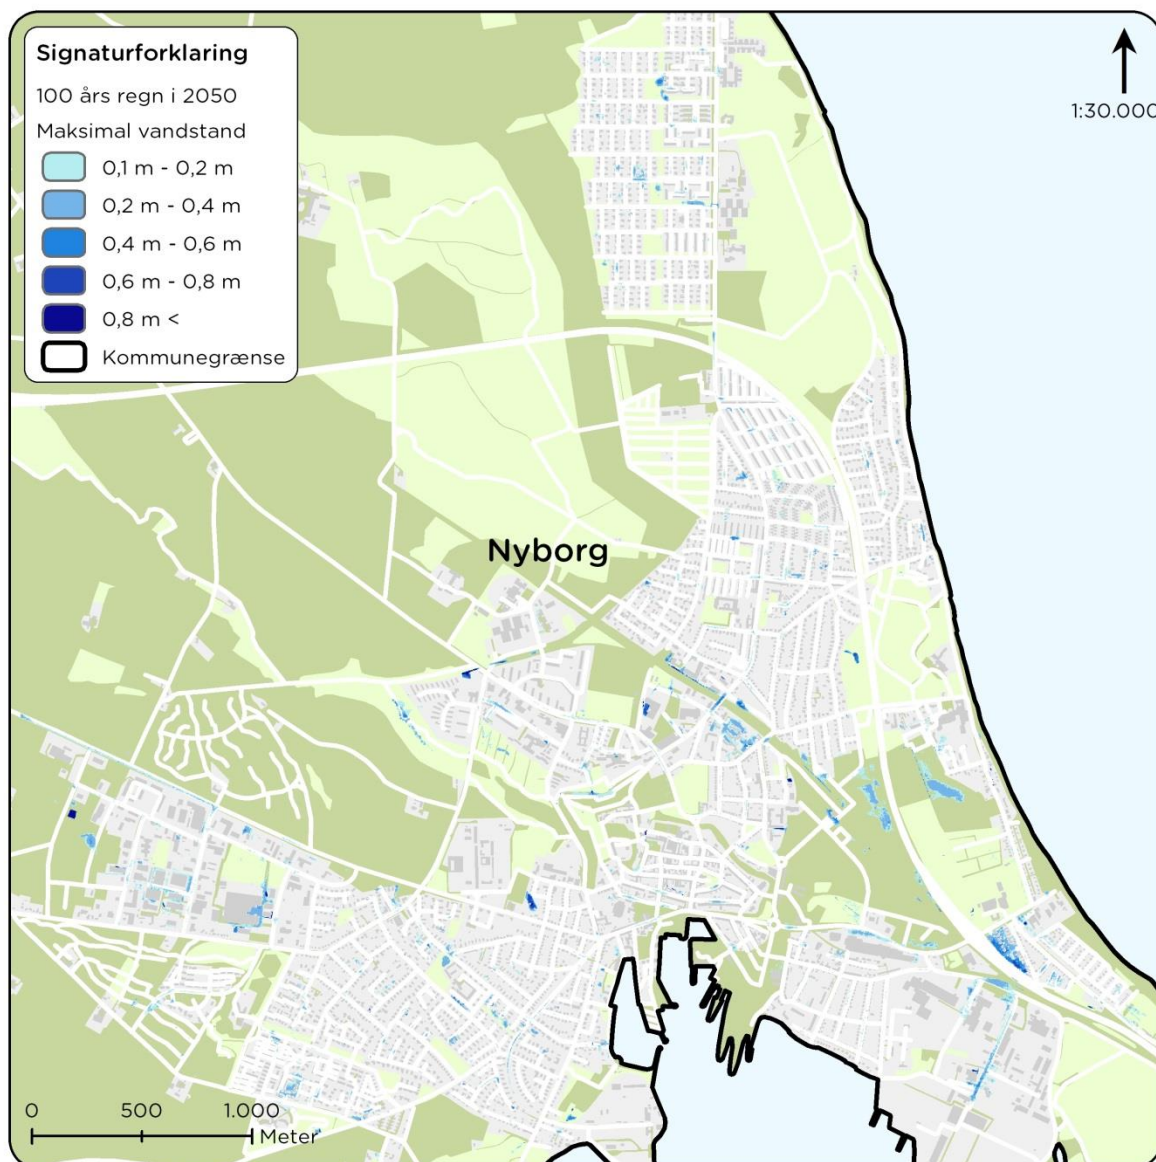 Signaturforklaring
100 års regn i 2050
Maksimal vandstand
0,1 m - 0,2 m
0,2 m - 0,4 m
0,4 m - 0,6 m
0,6 m - 0,8 m
0,8 m <
Kommunegrænse
1:30.000
Nyborg
0 500 1.000
Meter